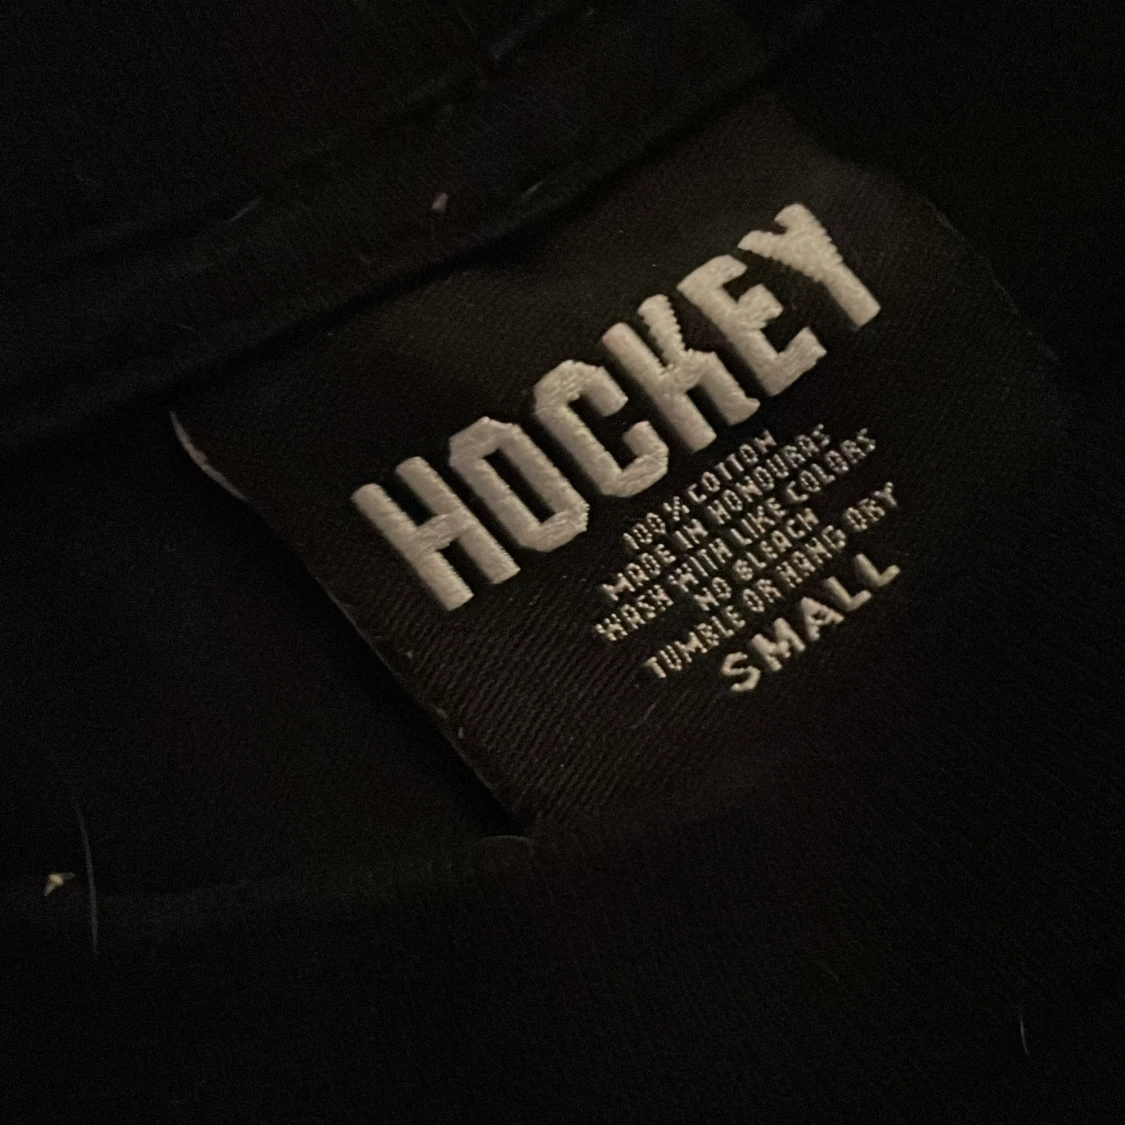 HOCKEY
100% COTTON
MADE IN HONDURAS
WASH WITH LIKE COLORS
NO BLEACH
TUMBLE OR HANG DRY
SMALL